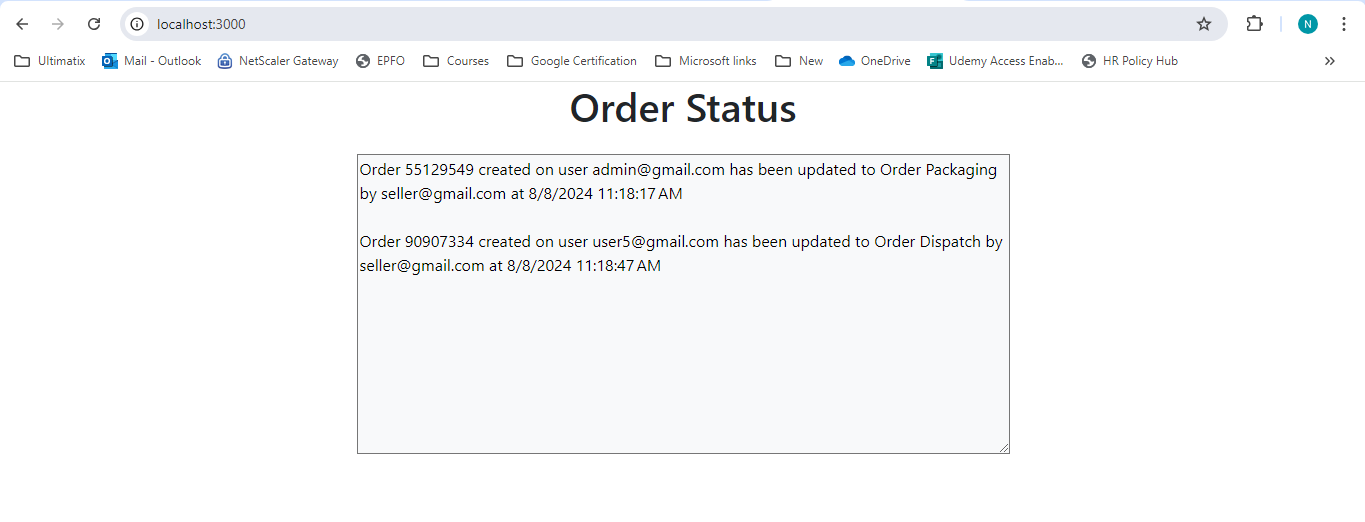 localhost:3000
N
Ultimatix Mail - Outlook NetScaler Gateway EPFO Courses Google Certification Microsoft links New OneDrive Udemy Access Enab... HR Policy Hub
Order Status
Order 55129549 created on user admin@gmail.com has been updated to Order Packaging
by seller@gmail.com at 8/8/2024 11:18:17 AM
Order 90907334 created on user user5@gmail.com has been updated to Order Dispatch by
seller@gmail.com at 8/8/2024 11:18:47 AM